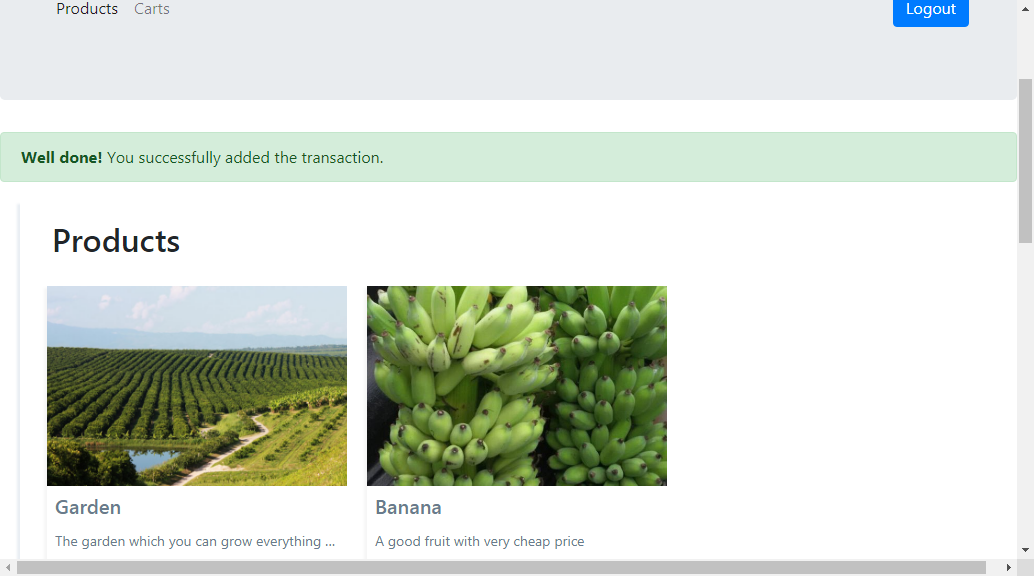 Products Carts Logout
Well done! You successfully added the transaction.
Products
Garden
The garden which you can grow everything ...
Banana
A good fruit with very cheap price